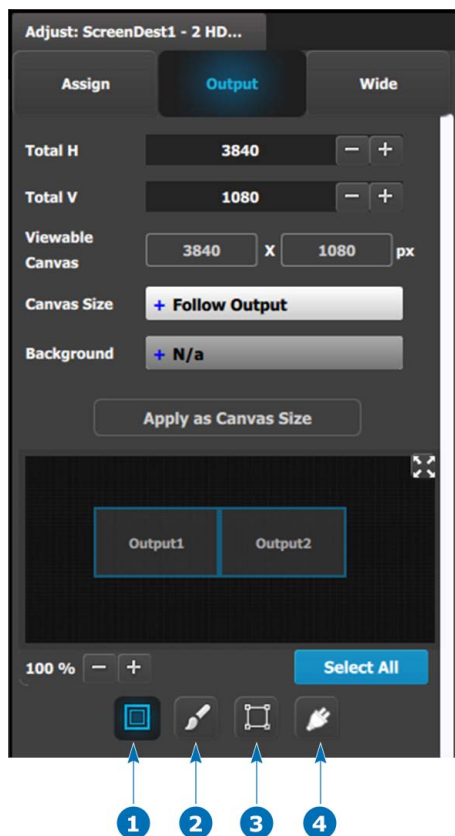 Adjust: ScreenDest1 - 2 HD...
Assign Output Wide
Total H 3840 − +
Total V 1080 − +
Viewable Canvas 3840 X 1080 px
Canvas Size + Follow Output
Background + N/a
Apply as Canvas Size
Output1 Output2
100 % − + Select All
1 2 3 4